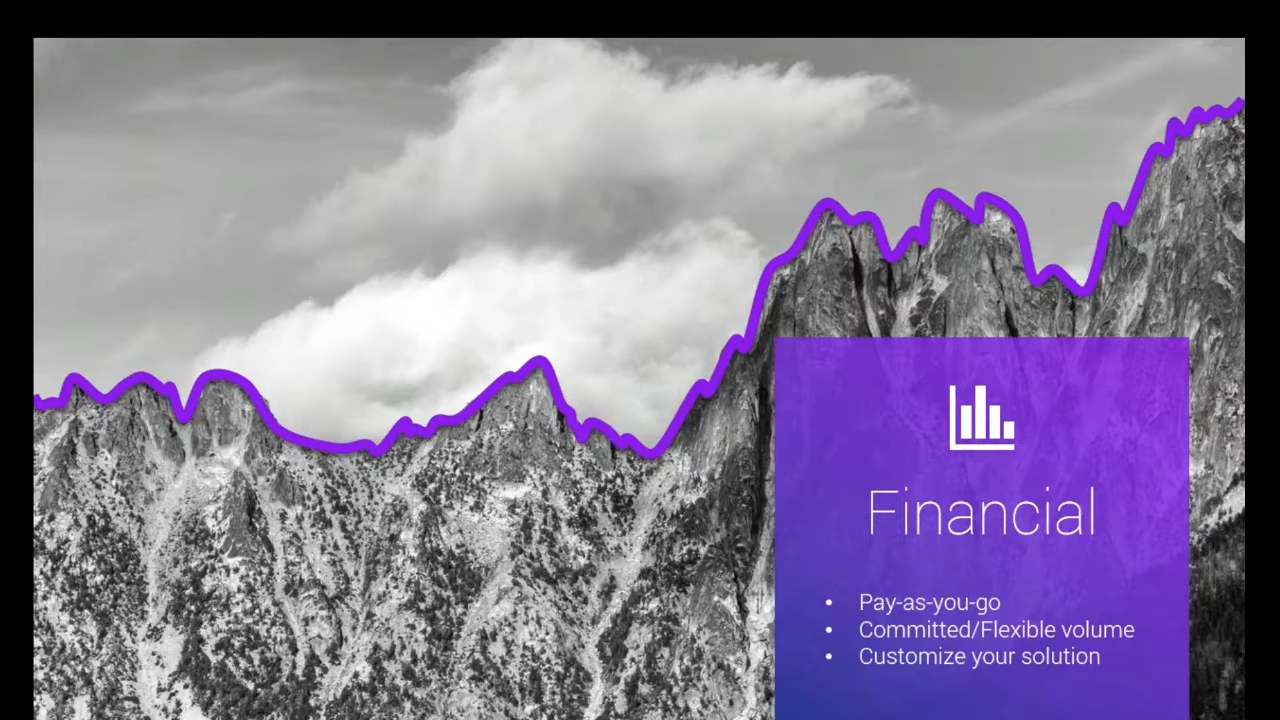 Financial
• Pay-as-you-go
• Committed/Flexible volume
• Customize your solution